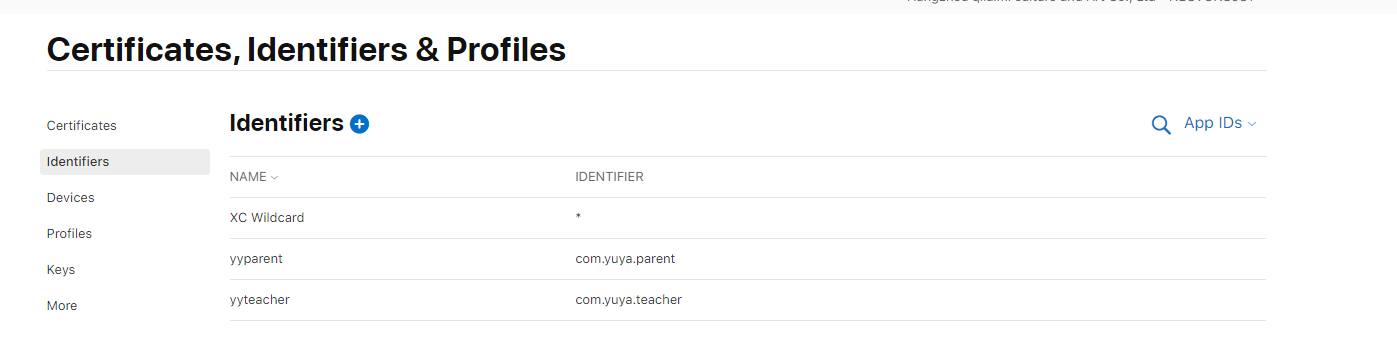 Certificates, Identifiers & Profiles
Certificates
Identifiers
Devices
Profiles
Keys
More
Identifiers
App IDs
NAME IDENTIFIER
XC Wildcard *
yyparent com.yuya.parent
yyteacher com.yuya.teacher